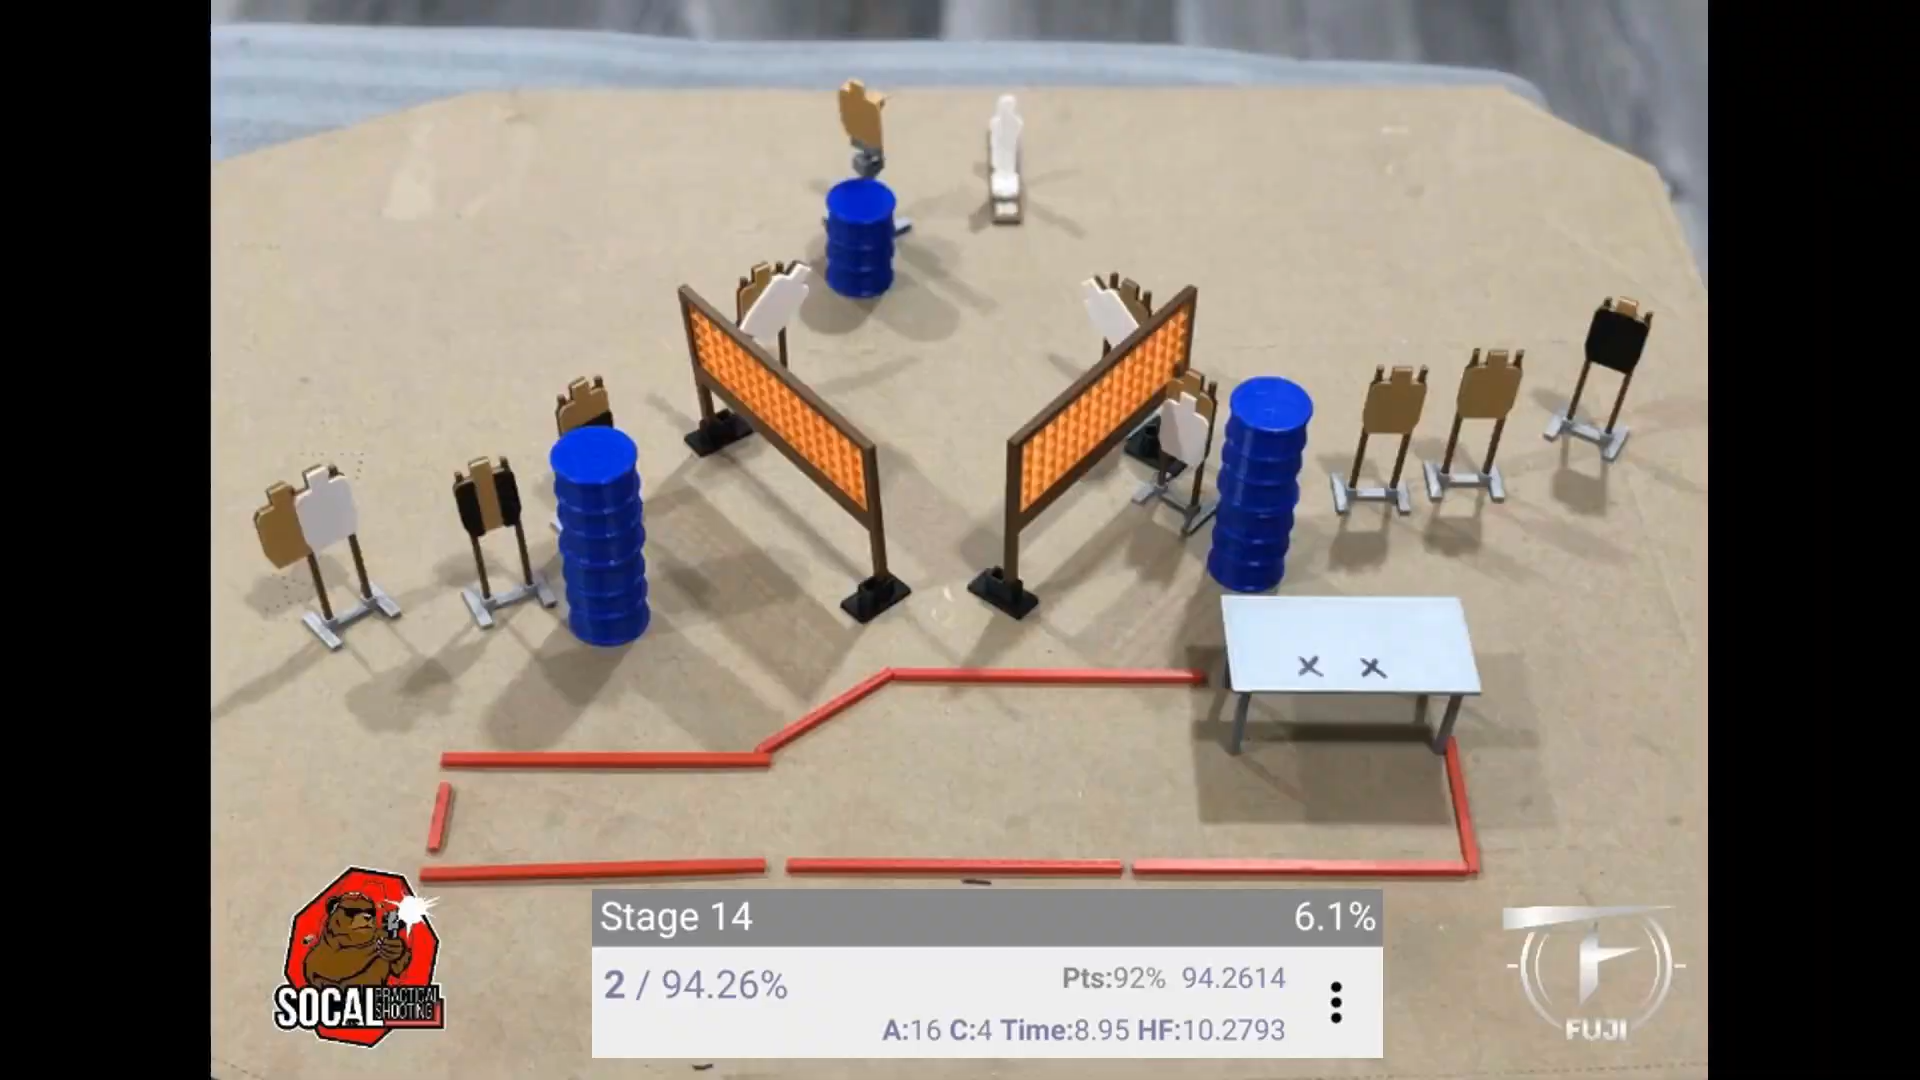 Stage 14 6.1%
2 / 94.26% Pts:92% 94.2614
A:16 C:4 Time:8.95 HF:10.2793
SOCAL PRACTICAL SHOOTING
FUJI
X X